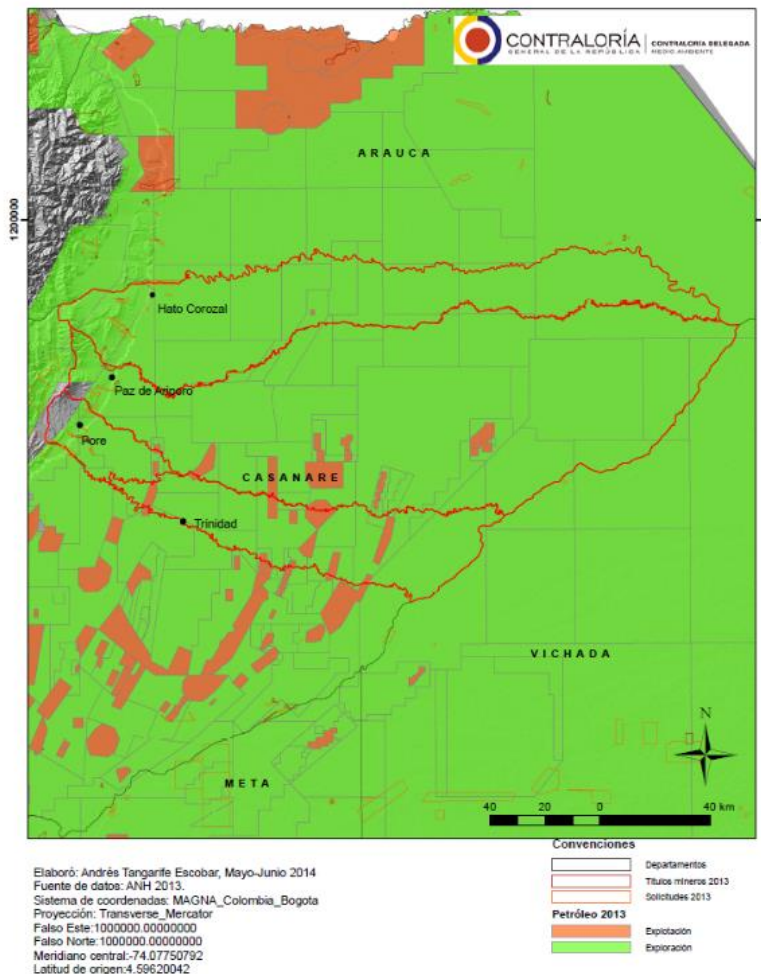 CONTRALORÍA
GENERAL DE LA REPÚBLICA
CONTRALORÍA DELEGADA
MEDIO AMBIENTE
ARAUCA
1200000
Hato Corozal
Paz de Ariporo
Pore
CASANARE
Trinidad
VICHADA
N
META
40 20 0 40 km
Convenciones
Departamentos
Títulos mineros 2013
Solicitudes 2013
Petróleo 2013
Explotación
Exploración
Elaboró: Andrés Tangarife Escobar, Mayo-Junio 2014
Fuente de datos: ANH 2013.
Sistema de coordenadas: MAGNA_Colombia_Bogota
Proyección: Transverse_Mercator
Falso Este:1000000.00000000
Falso Norte:1000000.00000000
Meridiano central:-74.07750792
Latitud de origen:4.59620042